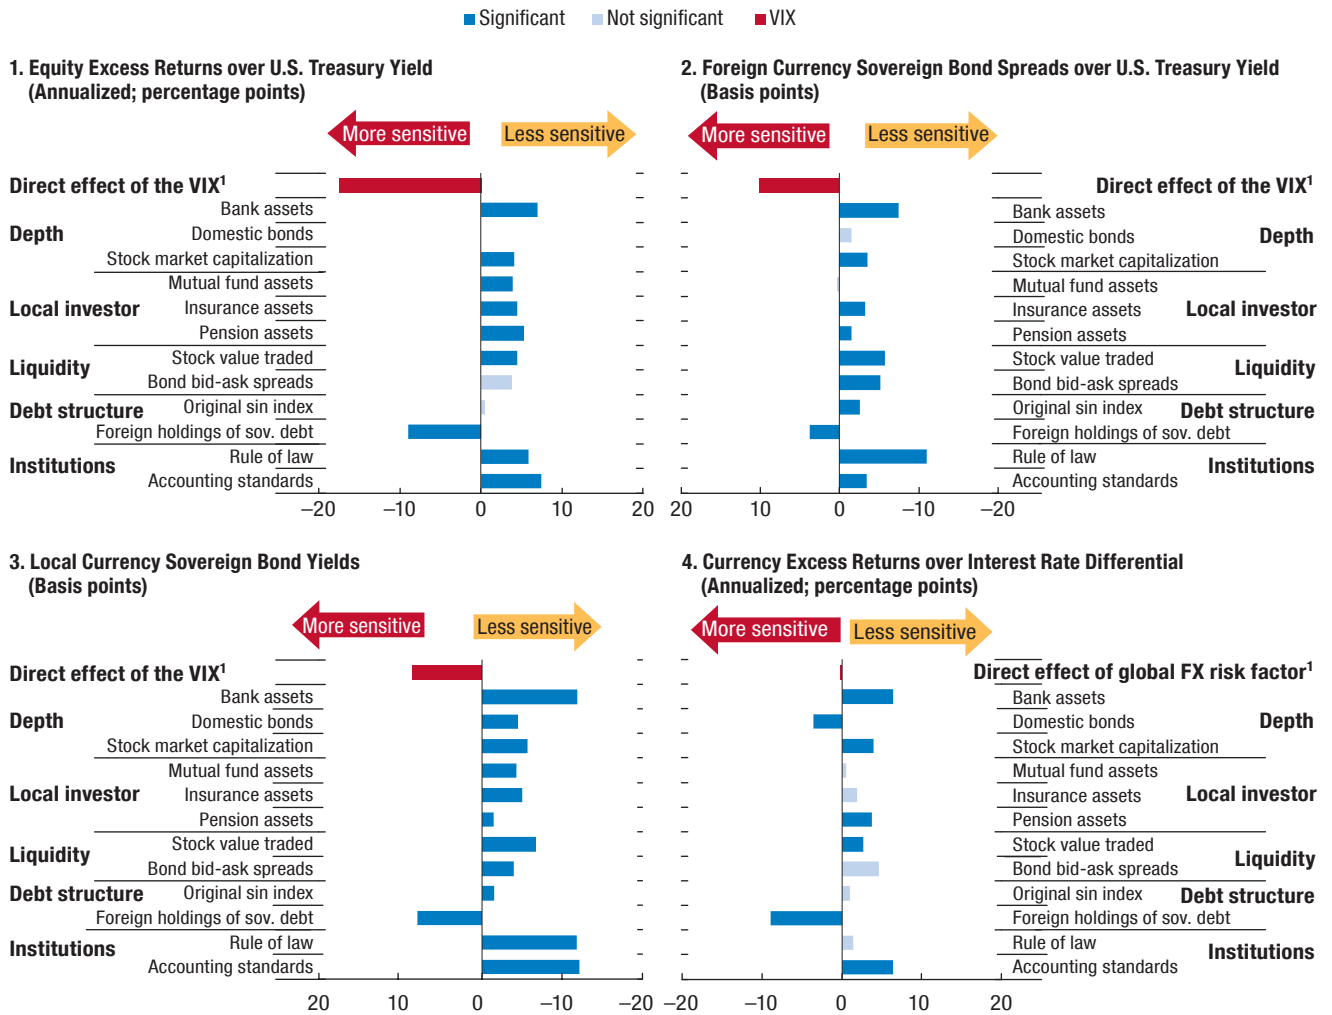 Significant Not significant VIX
1. Equity Excess Returns over U.S. Treasury Yield
(Annualized; percentage points)
More sensitive Less sensitive
Direct effect of the VIX1
Bank assets
Depth Domestic bonds
Stock market capitalization
Mutual fund assets
Local investor Insurance assets
Pension assets
Stock value traded
Liquidity
Bond bid-ask spreads
Debt structure Original sin index
Foreign holdings of sov. debt
Rule of law
Institutions
Accounting standards
–20 –10 0 10 20
2. Foreign Currency Sovereign Bond Spreads over U.S. Treasury Yield
(Basis points)
More sensitive Less sensitive
Direct effect of the VIX1
Bank assets
Domestic bonds Depth
Stock market capitalization
Mutual fund assets
Insurance assets Local investor
Pension assets
Stock value traded
Liquidity
Bond bid-ask spreads
Original sin index Debt structure
Foreign holdings of sov. debt
Rule of law
Institutions
Accounting standards
20 10 0 –10 –20
3. Local Currency Sovereign Bond Yields
(Basis points)
More sensitive Less sensitive
Direct effect of the VIX1
Bank assets
Depth Domestic bonds
Stock market capitalization
Mutual fund assets
Local investor Insurance assets
Pension assets
Stock value traded
Liquidity
Bond bid-ask spreads
Debt structure Original sin index
Foreign holdings of sov. debt
Rule of law
Institutions
Accounting standards
20 10 0 –10 –20
4. Currency Excess Returns over Interest Rate Differential
(Annualized; percentage points)
More sensitive Less sensitive
Direct effect of global FX risk factor1
Bank assets
Domestic bonds Depth
Stock market capitalization
Mutual fund assets
Insurance assets Local investor
Pension assets
Stock value traded
Liquidity
Bond bid-ask spreads
Original sin index Debt structure
Foreign holdings of sov. debt
Rule of law
Institutions
Accounting standards
–20 –10 0 10 20